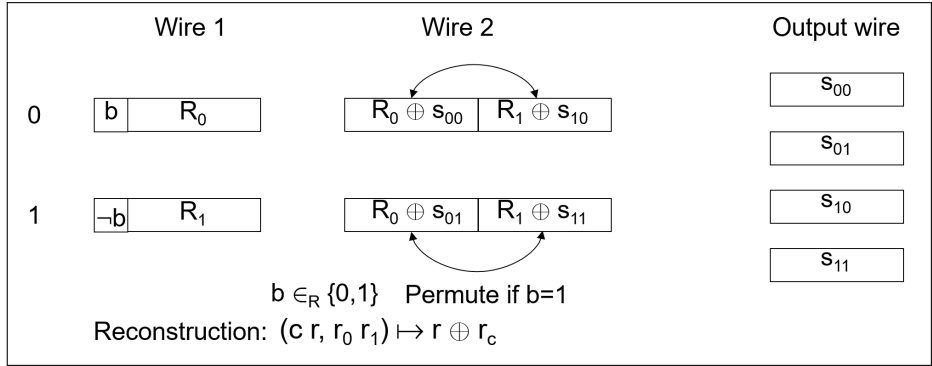 Wire 1 Wire 2 Output wire
s₀₀
0 b R₀ R₀ ⊕ s₀₀ R₁ ⊕ s₁₀
s₀₁
s₁₀
1 ¬b R₁ R₀ ⊕ s₀₁ R₁ ⊕ s₁₁
s₁₁
b ∈R {0,1} Permute if b=1
Reconstruction: (c r, r₀ r₁) ↦ r ⊕ r_c